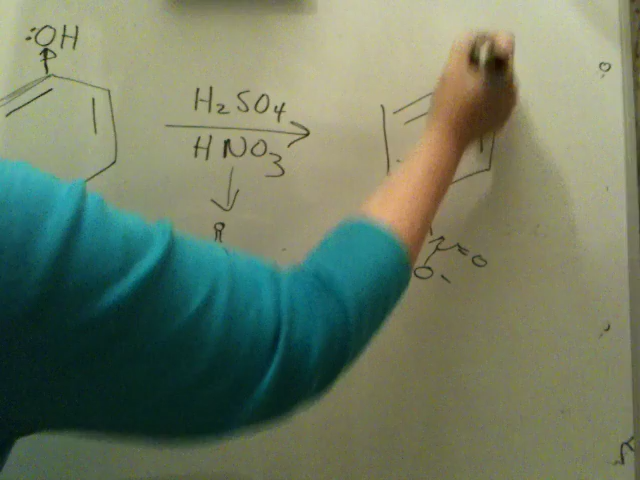 :OH
H₂SO₄
HNO₃
N=O
O-